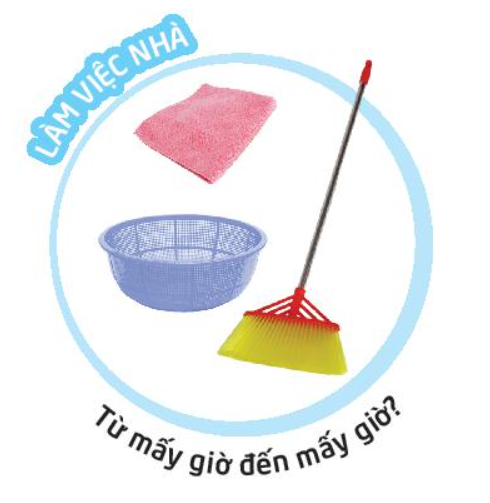 LÀM VIỆC NHÀ
Từ mấy giờ đến mấy giờ?